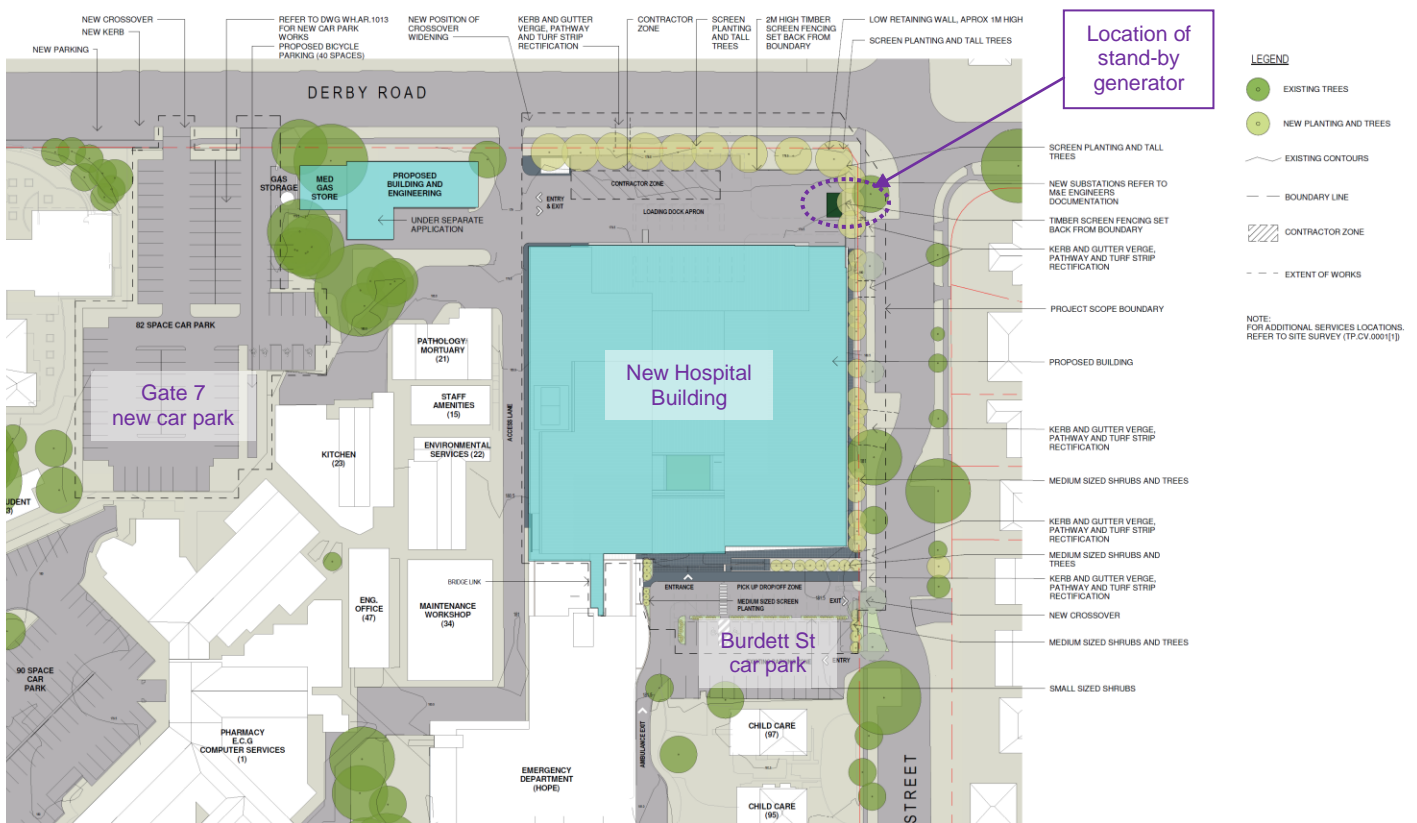 NEW CROSSOVER
NEW KERB
NEW PARKING
REFER TO DWG WH.AR.1013
FOR NEW CAR PARK
WORKS
PROPOSED BICYCLE
PARKING (40 SPACES)
NEW POSITION OF
CROSSOVER
WIDENING
KERB AND GUTTER
VERGE, PATHWAY
AND TURF STRIP
RECTIFICATION
CONTRACTOR
ZONE
SCREEN
PLANTING
AND TALL
TREES
2M HIGH TIMBER
SCREEN FENCING
SET BACK FROM
BOUNDARY
LOW RETAINING WALL, APROX 1M HIGH
SCREEN PLANTING AND TALL TREES
Location of
stand-by
generator
LEGEND
EXISTING TREES
NEW PLANTING AND TREES
EXISTING CONTOURS
BOUNDARY LINE
CONTRACTOR ZONE
EXTENT OF WORKS
NOTE:
FOR ADDITIONAL SERVICES LOCATIONS.
REFER TO SITE SURVEY (TP.CV.0001[1])
DERBY ROAD
GAS
STORAGE
MED
GAS
STORE
PROPOSED
BUILDING AND
ENGINEERING
UNDER SEPARATE
APPLICATION
ENTRY
& EXIT
CONTRACTOR ZONE
LOADING DOCK APRON
SCREEN PLANTING AND TALL
TREES
NEW SUBSTATIONS REFER TO
M&E ENGINEERS
DOCUMENTATION
TIMBER SCREEN FENCING SET
BACK FROM BOUNDARY
KERB AND GUTTER VERGE,
PATHWAY AND TURF STRIP
RECTIFICATION
PROJECT SCOPE BOUNDARY
PROPOSED BUILDING
KERB AND GUTTER VERGE,
PATHWAY AND TURF STRIP
RECTIFICATION
MEDIUM SIZED SHRUBS AND TREES
KERB AND GUTTER VERGE,
PATHWAY AND TURF STRIP
RECTIFICATION
MEDIUM SIZED SHRUBS AND
TREES
KERB AND GUTTER VERGE,
PATHWAY AND TURF STRIP
RECTIFICATION
NEW CROSSOVER
MEDIUM SIZED SHRUBS AND TREES
SMALL SIZED SHRUBS
82 SPACE CAR PARK
Gate 7
new car park
PATHOLOGY
MORTUARY
(21)
STAFF
AMENITIES
(15)
ENVIRONMENTAL
SERVICES (22)
KITCHEN
(23)
ACCESS LANE
New Hospital
Building
BRIDGE LINK
ENG.
OFFICE
(47)
MAINTENANCE
WORKSHOP
(34)
ENTRANCE
PICK UP DROP/OFF ZONE
MEDIUM SIZED SCREEN
PLANTING
EXIT
Burdett St
car park
ENTRY
90 SPACE
CAR
PARK
PHARMACY
E.C.G
COMPUTER SERVICES
(1)
EMERGENCY
DEPARTMENT
(HOPE)
AMBULANCE EXIT
CHILD CARE
(97)
CHILD CARE
(95)
STREET